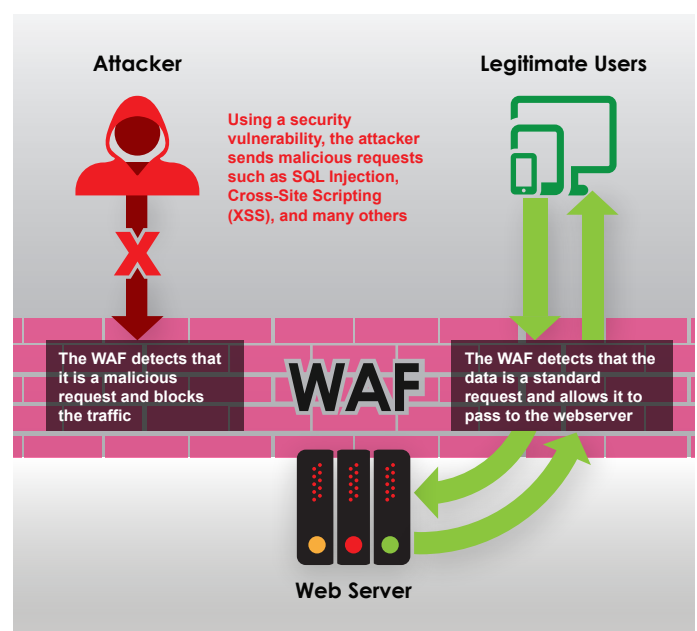 Attacker
Legitimate Users
Using a security
vulnerability, the attacker
sends malicious requests
such as SQL Injection,
Cross-Site Scripting
(XSS), and many others
X
The WAF detects that
it is a malicious
request and blocks
the traffic
WAF
The WAF detects that the
data is a standard
request and allows it to
pass to the webserver
Web Server